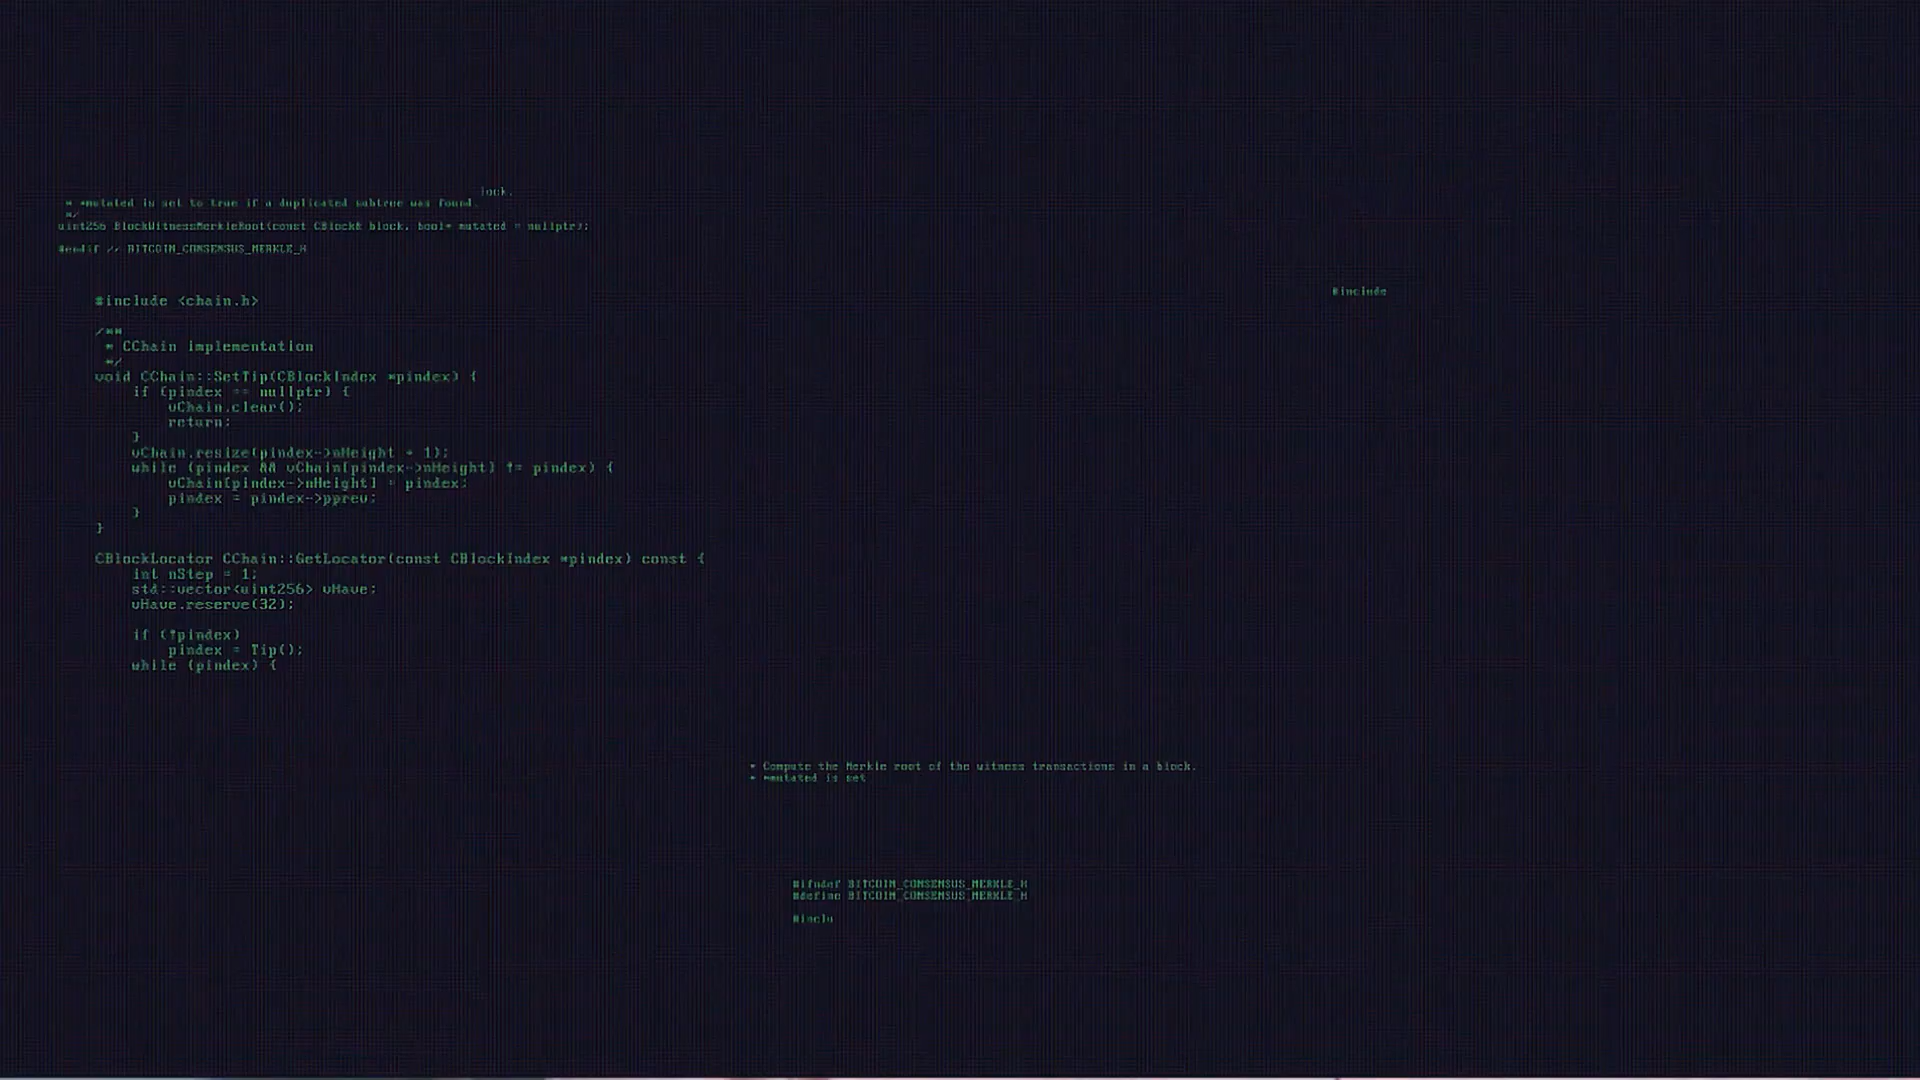 lock.
* *mutated is set to true if a duplicated subtree was found.
*/
uint256 BlockWitnessMerkleRoot(const CBlock& block, bool* mutated = nullptr);
#endif // BITCOIN_CONSENSUS_MERKLE_H
#include <chain.h>
/**
* CChain implementation
*/
void CChain::SetTip(CBlockIndex *pindex) {
if (pindex == nullptr) {
vChain.clear();
return;
}
vChain.resize(pindex->nHeight + 1);
while (pindex && vChain[pindex->nHeight] != pindex) {
vChain[pindex->nHeight] = pindex;
pindex = pindex->pprev;
}
}
CBlockLocator CChain::GetLocator(const CBlockIndex *pindex) const {
int nStep = 1;
std::vector<uint256> vHave;
vHave.reserve(32);
if (!pindex)
pindex = Tip();
while (pindex) {
#include
* Compute the Merkle root of the witness transactions in a block.
* *mutated is set
#ifndef BITCOIN_CONSENSUS_MERKLE_H
#define BITCOIN_CONSENSUS_MERKLE_H
#inclu